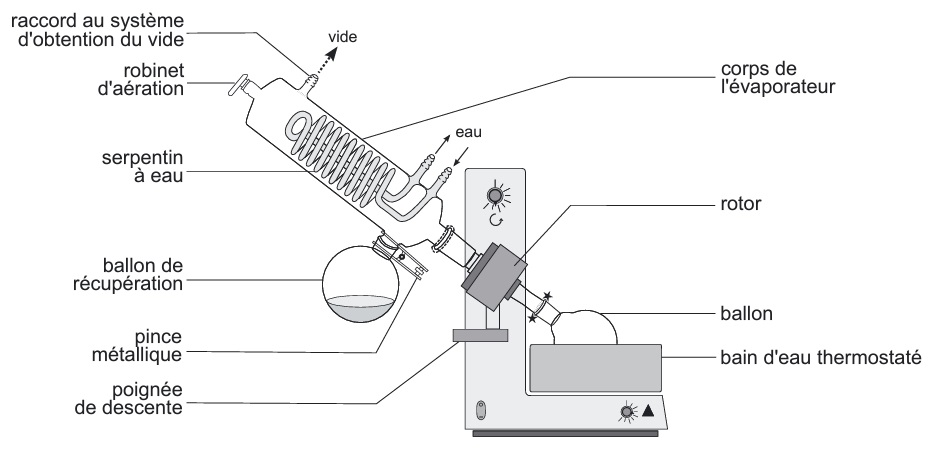 raccord au système
d'obtention du vide
vide
robinet
d'aération
corps de
l'évaporateur
eau
serpentin
à eau
rotor
ballon de
récupération
ballon
pince
métallique
bain d'eau thermostaté
poignée
de descente